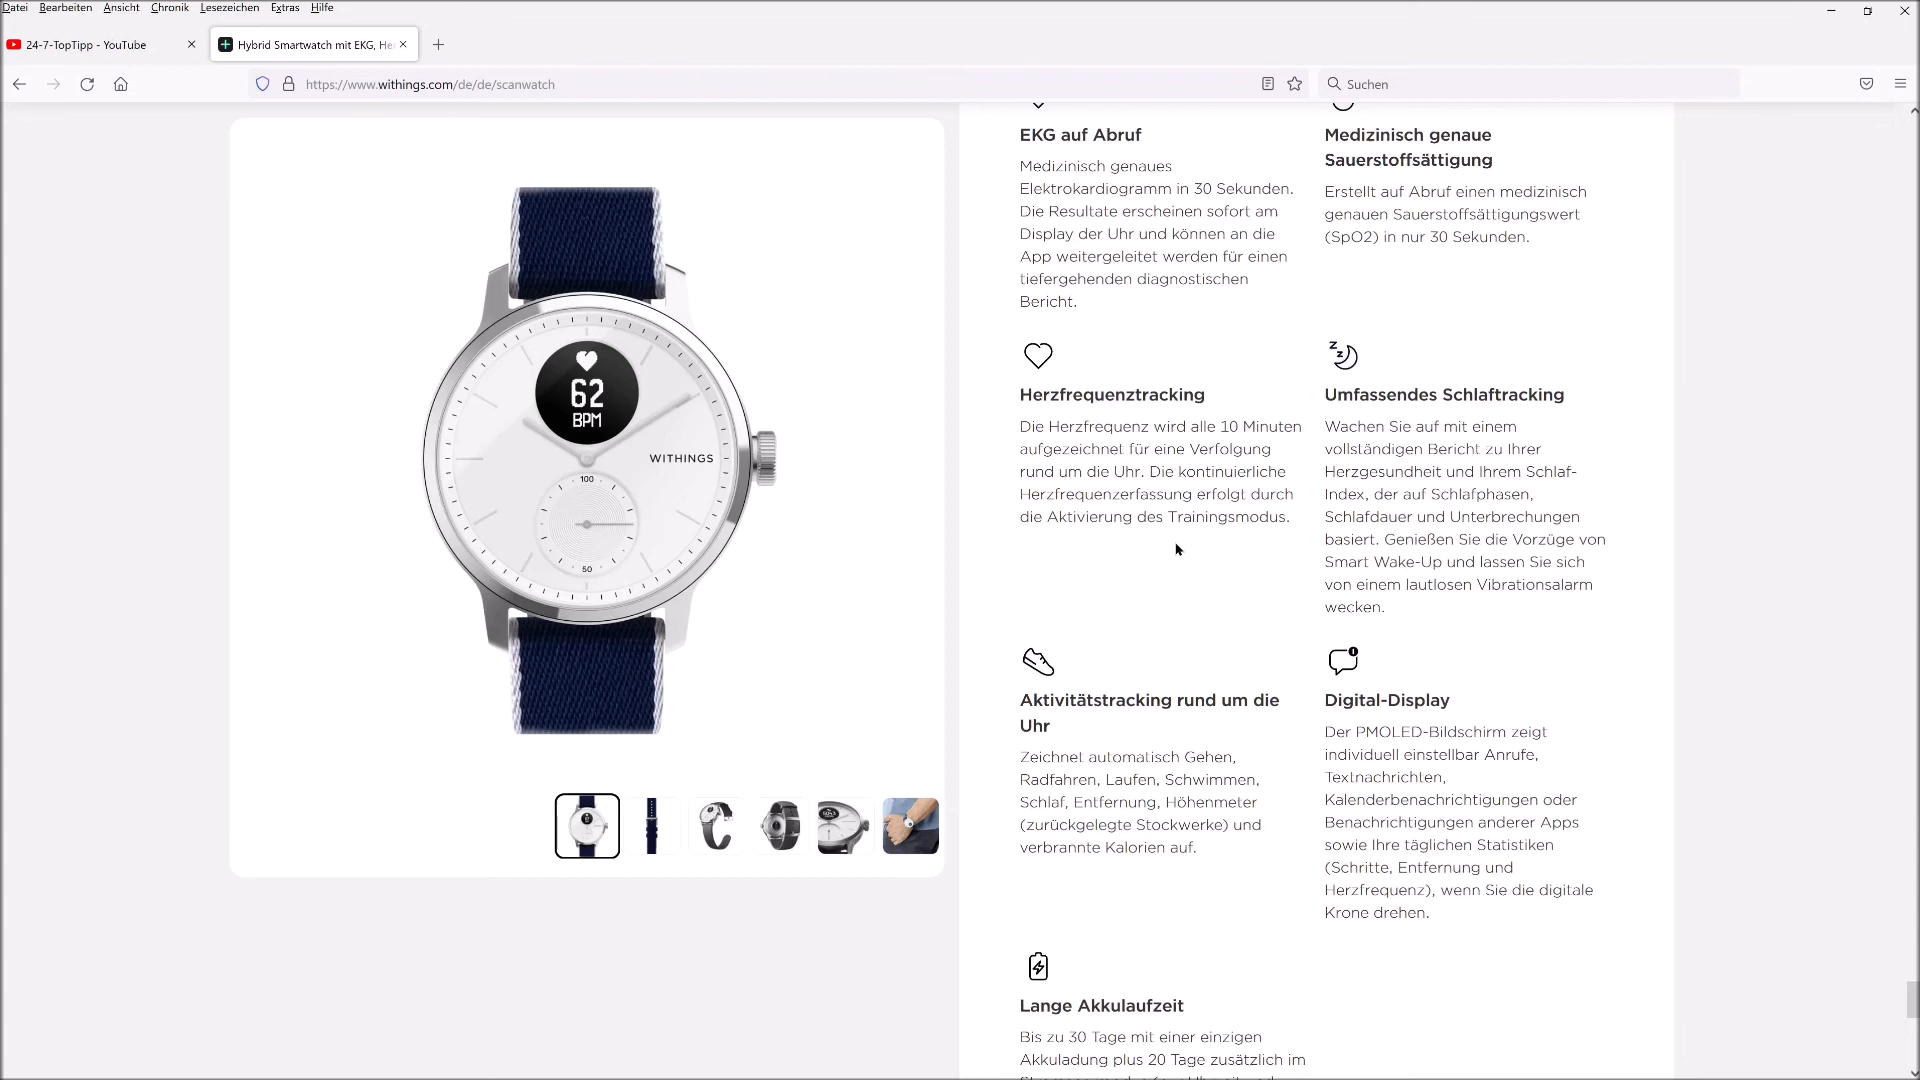 Datei Bearbeiten Ansicht Chronik Lesezeichen Extras Hilfe
24-7-TopTipp - YouTube
Hybrid Smartwatch mit EKG, He
https://www.withings.com/de/de/scanwatch
Suchen
62
BPM
WITHINGS
100
50
EKG auf Abruf
Medizinisch genaues
Elektrokardiogramm in 30 Sekunden.
Die Resultate erscheinen sofort am
Display der Uhr und können an die
App weitergeleitet werden für einen
tiefergehenden diagnostischen
Bericht.
Medizinisch genaue
Sauerstoffsättigung
Erstellt auf Abruf einen medizinisch
genauen Sauerstoffsättigungswert
(SpO2) in nur 30 Sekunden.
Herzfrequenztracking
Die Herzfrequenz wird alle 10 Minuten
aufgezeichnet für eine Verfolgung
rund um die Uhr. Die kontinuierliche
Herzfrequenzerfassung erfolgt durch
die Aktivierung des Trainingsmodus.
Umfassendes Schlaftracking
Wachen Sie auf mit einem
vollständigen Bericht zu Ihrer
Herzgesundheit und Ihrem Schlaf-
Index, der auf Schlafphasen,
Schlafdauer und Unterbrechungen
basiert. Genießen Sie die Vorzüge von
Smart Wake-Up und lassen Sie sich
von einem lautlosen Vibrationsalarm
wecken.
Aktivitätstracking rund um die
Uhr
Zeichnet automatisch Gehen,
Radfahren, Laufen, Schwimmen,
Schlaf, Entfernung, Höhenmeter
(zurückgelegte Stockwerke) und
verbrannte Kalorien auf.
Digital-Display
Der PMOLED-Bildschirm zeigt
individuell einstellbar Anrufe,
Textnachrichten,
Kalenderbenachrichtigungen oder
Benachrichtigungen anderer Apps
sowie Ihre täglichen Statistiken
(Schritte, Entfernung und
Herzfrequenz), wenn Sie die digitale
Krone drehen.
Lange Akkulaufzeit
Bis zu 30 Tage mit einer einzigen
Akkuladung plus 20 Tage zusätzlich im